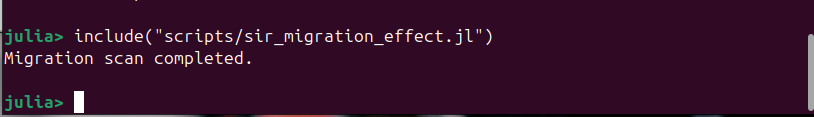 julia> include("scripts/sir_migration_effect.jl")
Migration scan completed.
julia>